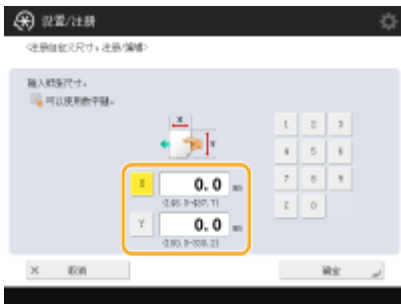 设置/注册
<注册自定义尺寸: 注册/编辑>
输入纸张尺寸。
可以使用数字键。
X
Y
1 2 3
X 0.0 mm
4 5 6
7 8 9
Y 0.0 mm
C 0
× 取消
确定